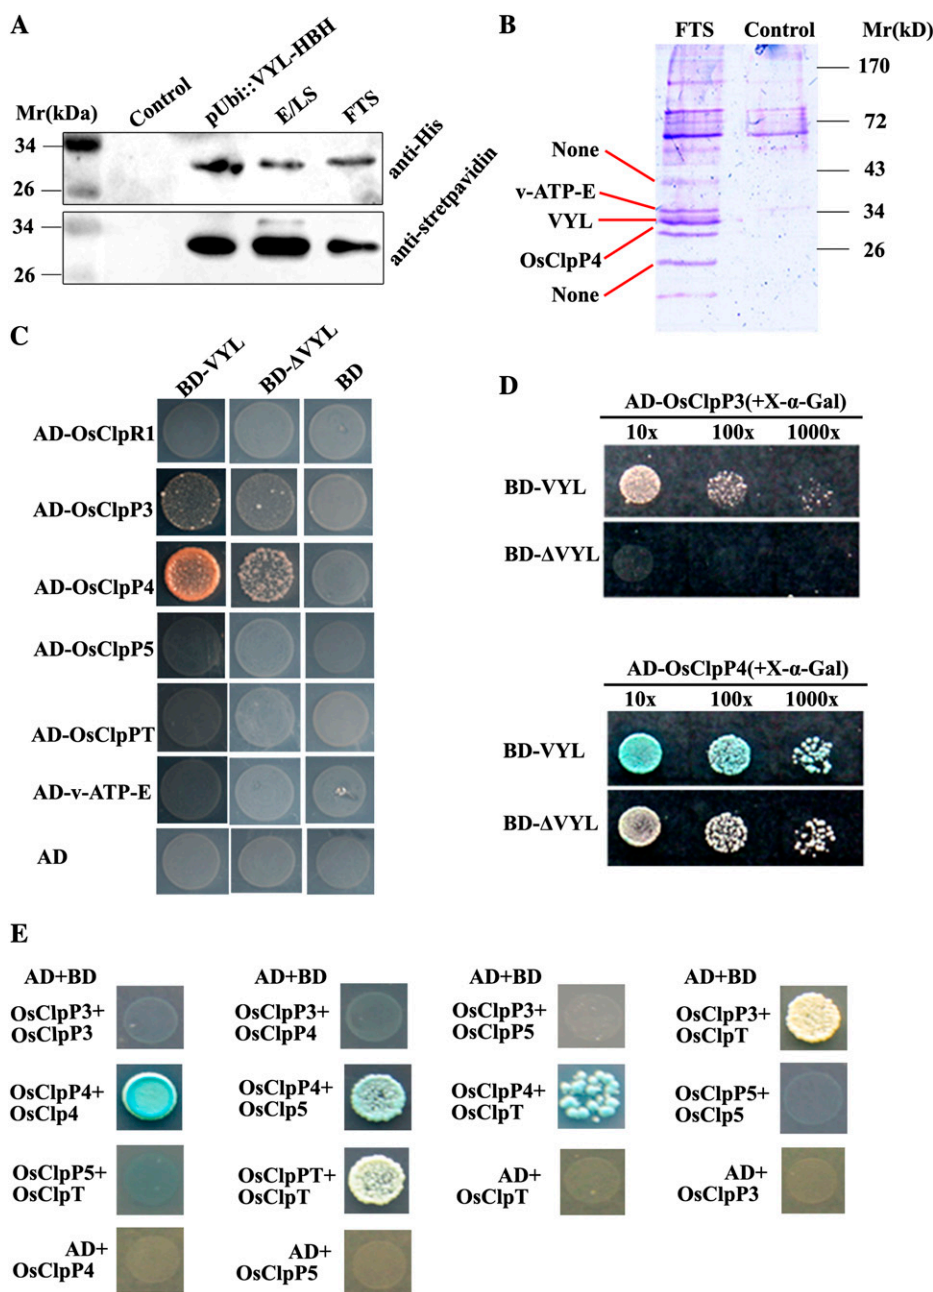 A
Mr(kDa)
Control
pUbi::VYL-HBH
E/LS
FTS
34
26
anti-His
34
26
anti-stretpavidin
B
FTS
Control
Mr(kD)
170
72
43
34
26
None
v-ATP-E
VYL
OsClpP4
None
C
BD-VYL
BD-ΔVYL
BD
AD-OsClpR1
AD-OsClpP3
AD-OsClpP4
AD-OsClpP5
AD-OsClpPT
AD-v-ATP-E
AD
D
AD-OsClpP3(+X-α-Gal)
10x 100x 1000x
BD-VYL
BD-ΔVYL
AD-OsClpP4(+X-α-Gal)
10x 100x 1000x
BD-VYL
BD-ΔVYL
E
AD+BD AD+BD AD+BD AD+BD
OsClpP3+
OsClpP3
OsClpP3+
OsClpP4
OsClpP3+
OsClpP5
OsClpP3+
OsClpT
OsClpP4+
OsClp4
OsClpP4+
OsClp5
OsClpP4+
OsClpT
OsClpP5+
OsClp5
OsClpP5+
OsClpT
OsClpPT+
OsClpT
AD+
OsClpT
AD+
OsClpP3
AD+
OsClpP4
AD+
OsClpP5